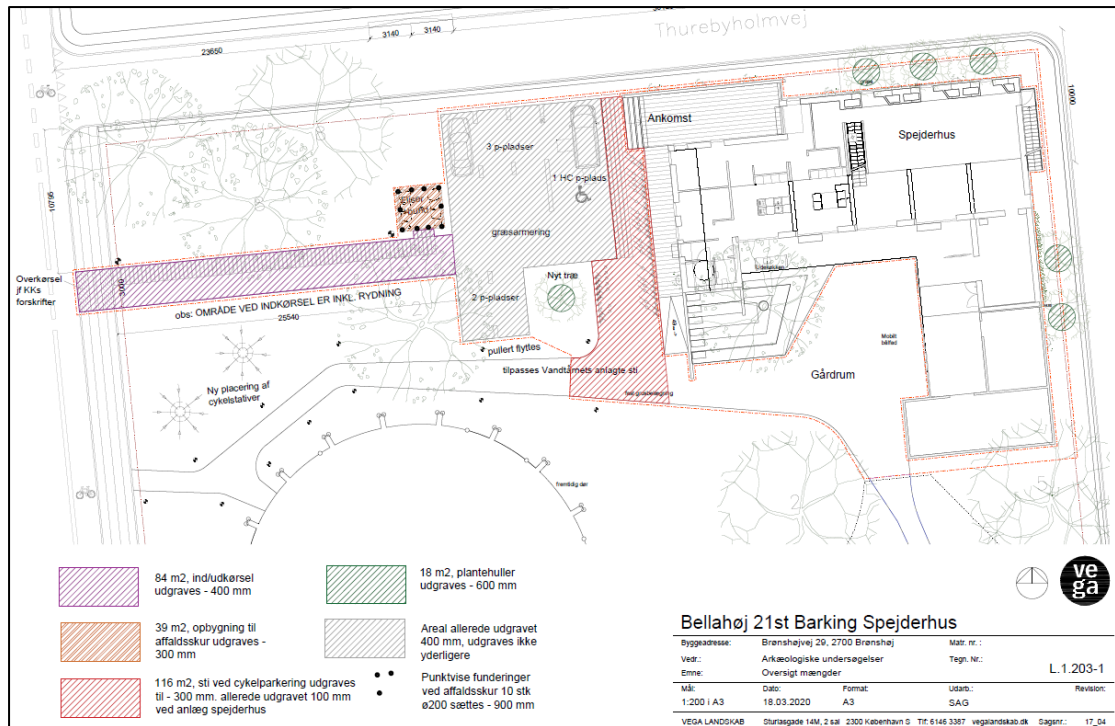 Thurebyholmvej
3140
3140
23650
10000
10795
Ankomst
Spejderhus
3 p-pladser
1 HC p-plads
græsarmering
Nyt træ
2 p-pladser
Overkørsel
jf KKs
forskrifter
3000
obs: OMRÅDE VED INDKØRSEL ER INKL. RYDNING
25540
pullert flyttes
tilpasses Vandtårnets anlagte sti
Ny placering af
cykelstativer
Mobilt
bålfad
Gårdrum
fremtidig dør
84 m2, ind/udkørsel
udgraves - 400 mm
18 m2, plantehuller
udgraves - 600 mm
39 m2, opbygning til
affaldsskur udgraves -
300 mm
Areal allerede udgravet
400 mm, udgraves ikke
yderligere
116 m2, sti ved cykelparkering udgraves
til - 300 mm. allerede udgravet 100 mm
ved anlæg spejderhus
Punktvise funderinger
ved affaldsskur 10 stk
ø200 sættes - 900 mm
vega
Bellahøj 21st Barking Spejderhus
Byggeadresse: Brønshøjvej 29, 2700 Brønshøj Matr. nr. :
Vedr.: Arkæologiske undersøgelser Tegn. Nr.:
Emne: Oversigt mængder L.1.203-1
Mål: Dato: Format: Udarb.: Revision:
1:200 i A3 18.03.2020 A3 SAG
VEGA LANDSKAB Sturlasgade 14M, 2 sal 2300 København S Tlf: 6146 3387 vegalandskab.dk Sagsnr.: 17_04